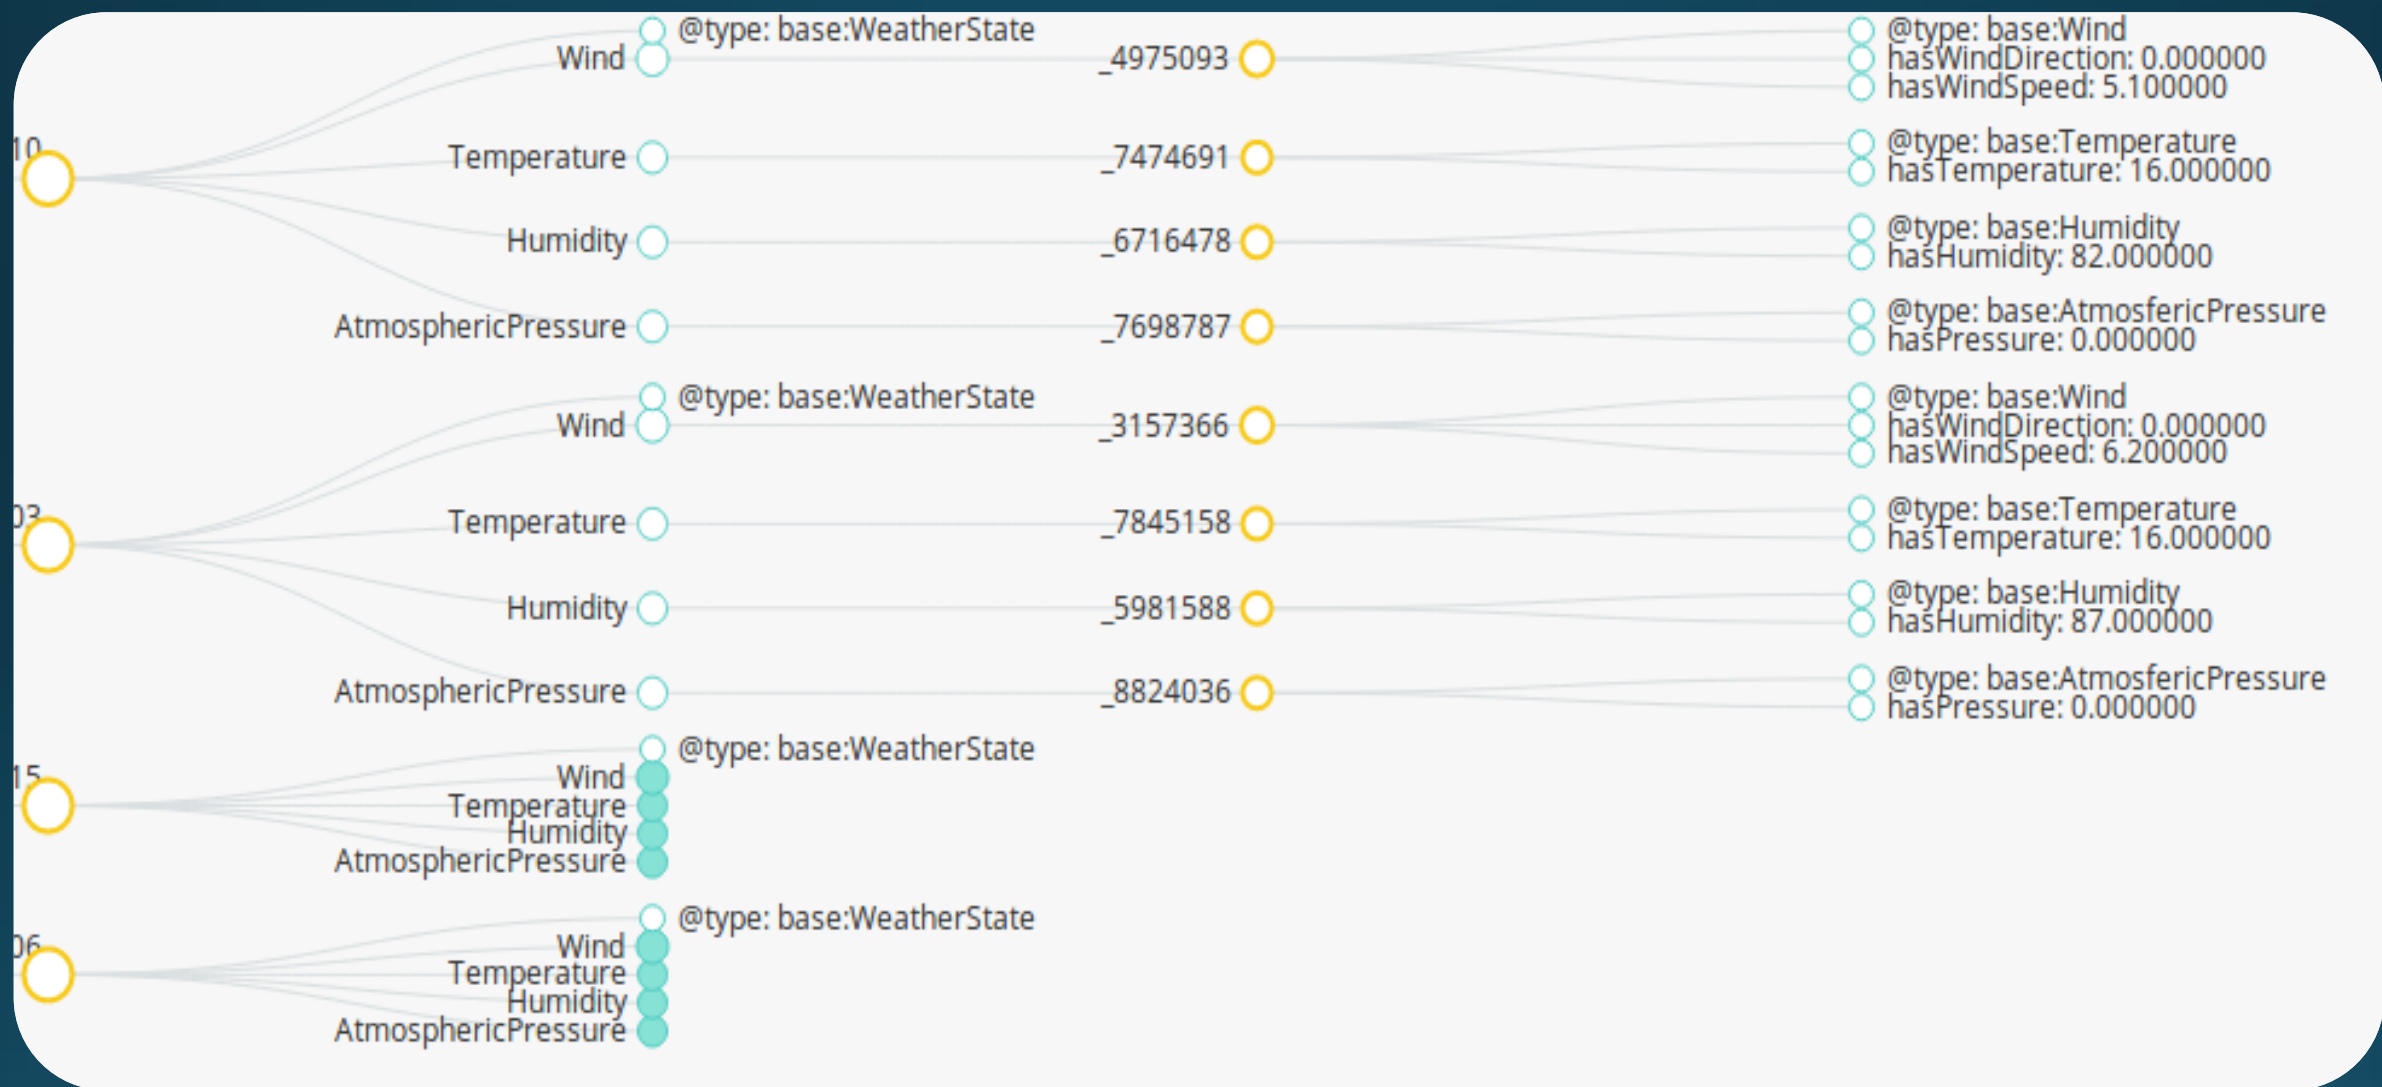 @type: base:WeatherState
Wind
_4975093
@type: base:Wind
hasWindDirection: 0.000000
hasWindSpeed: 5.100000
10
Temperature
_7474691
@type: base:Temperature
hasTemperature: 16.000000
Humidity
_6716478
@type: base:Humidity
hasHumidity: 82.000000
AtmosphericPressure
_7698787
@type: base:AtmosfericPressure
hasPressure: 0.000000
@type: base:WeatherState
Wind
_3157366
@type: base:Wind
hasWindDirection: 0.000000
hasWindSpeed: 6.200000
03
Temperature
_7845158
@type: base:Temperature
hasTemperature: 16.000000
Humidity
_5981588
@type: base:Humidity
hasHumidity: 87.000000
AtmosphericPressure
_8824036
@type: base:AtmosfericPressure
hasPressure: 0.000000
@type: base:WeatherState
15
Wind
Temperature
Humidity
AtmosphericPressure
@type: base:WeatherState
06
Wind
Temperature
Humidity
AtmosphericPressure